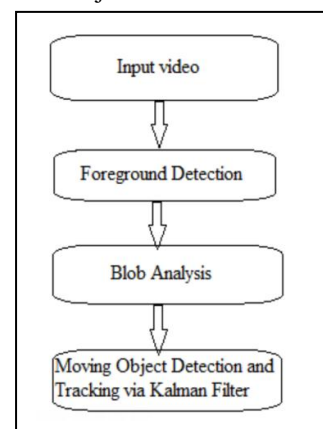 Input video
Foreground Detection
Blob Analysis
Moving Object Detection and
Tracking via Kalman Filter